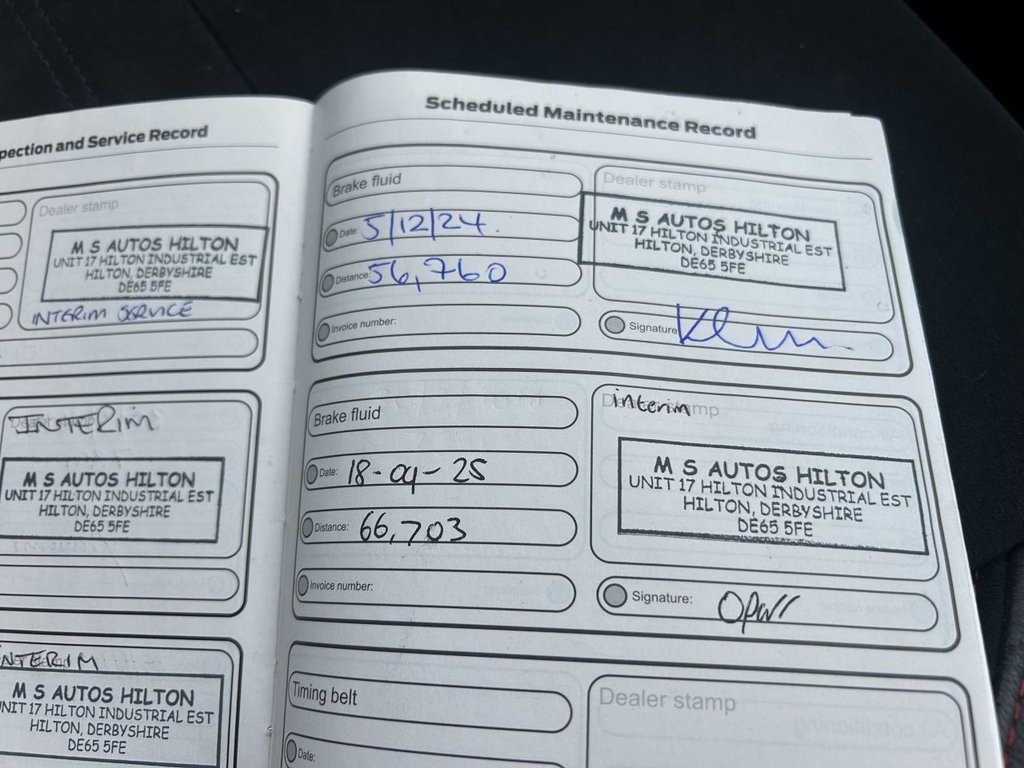 pection and Service Record
Dealer stamp
M S AUTOS HILTON
UNIT 17 HILTON INDUSTRIAL EST
HILTON, DERBYSHIRE
DE65 5FE
INTERIM SERVICE
INTERIM
M S AUTOS HILTON
UNIT 17 HILTON INDUSTRIAL EST
HILTON, DERBYSHIRE
DE65 5FE
NTERIM
M S AUTOS HILTON
NIT 17 HILTON INDUSTRIAL EST
HILTON, DERBYSHIRE
DE65 5FE
Scheduled Maintenance Record
Brake fluid
Date: 5/12/24.
Distance: 56,760
Invoice number:
Dealer stamp
M S AUTOS HILTON
UNIT 17 HILTON INDUSTRIAL EST
HILTON, DERBYSHIRE
DE65 5FE
Signature:
Brake fluid
Date: 18-09-25
Distance: 66,703
Invoice number:
interim
M S AUTOS HILTON
UNIT 17 HILTON INDUSTRIAL EST
HILTON, DERBYSHIRE
DE65 5FE
Signature:
Timing belt
Date:
Dealer stamp